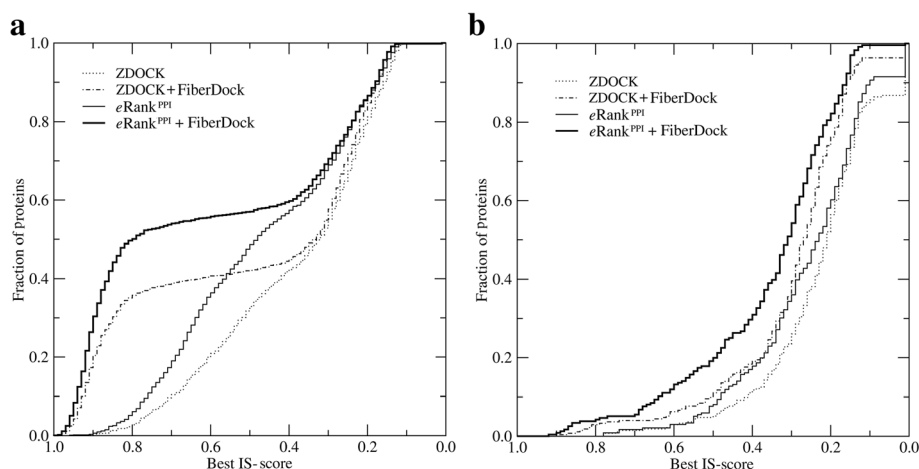 a
1.0
0.8
0.6
0.4
0.2
0.0
Fraction of proteins
ZDOCK
ZDOCK+FiberDock
eRankPPI
eRankPPI + FiberDock
1.0 0.8 0.6 0.4 0.2 0.0
Best IS-score
b
1.0
0.8
0.6
0.4
0.2
0.0
Fraction of proteins
ZDOCK
ZDOCK+FiberDock
eRankPPI
eRankPPI + FiberDock
1.0 0.8 0.6 0.4 0.2 0.0
Best IS-score